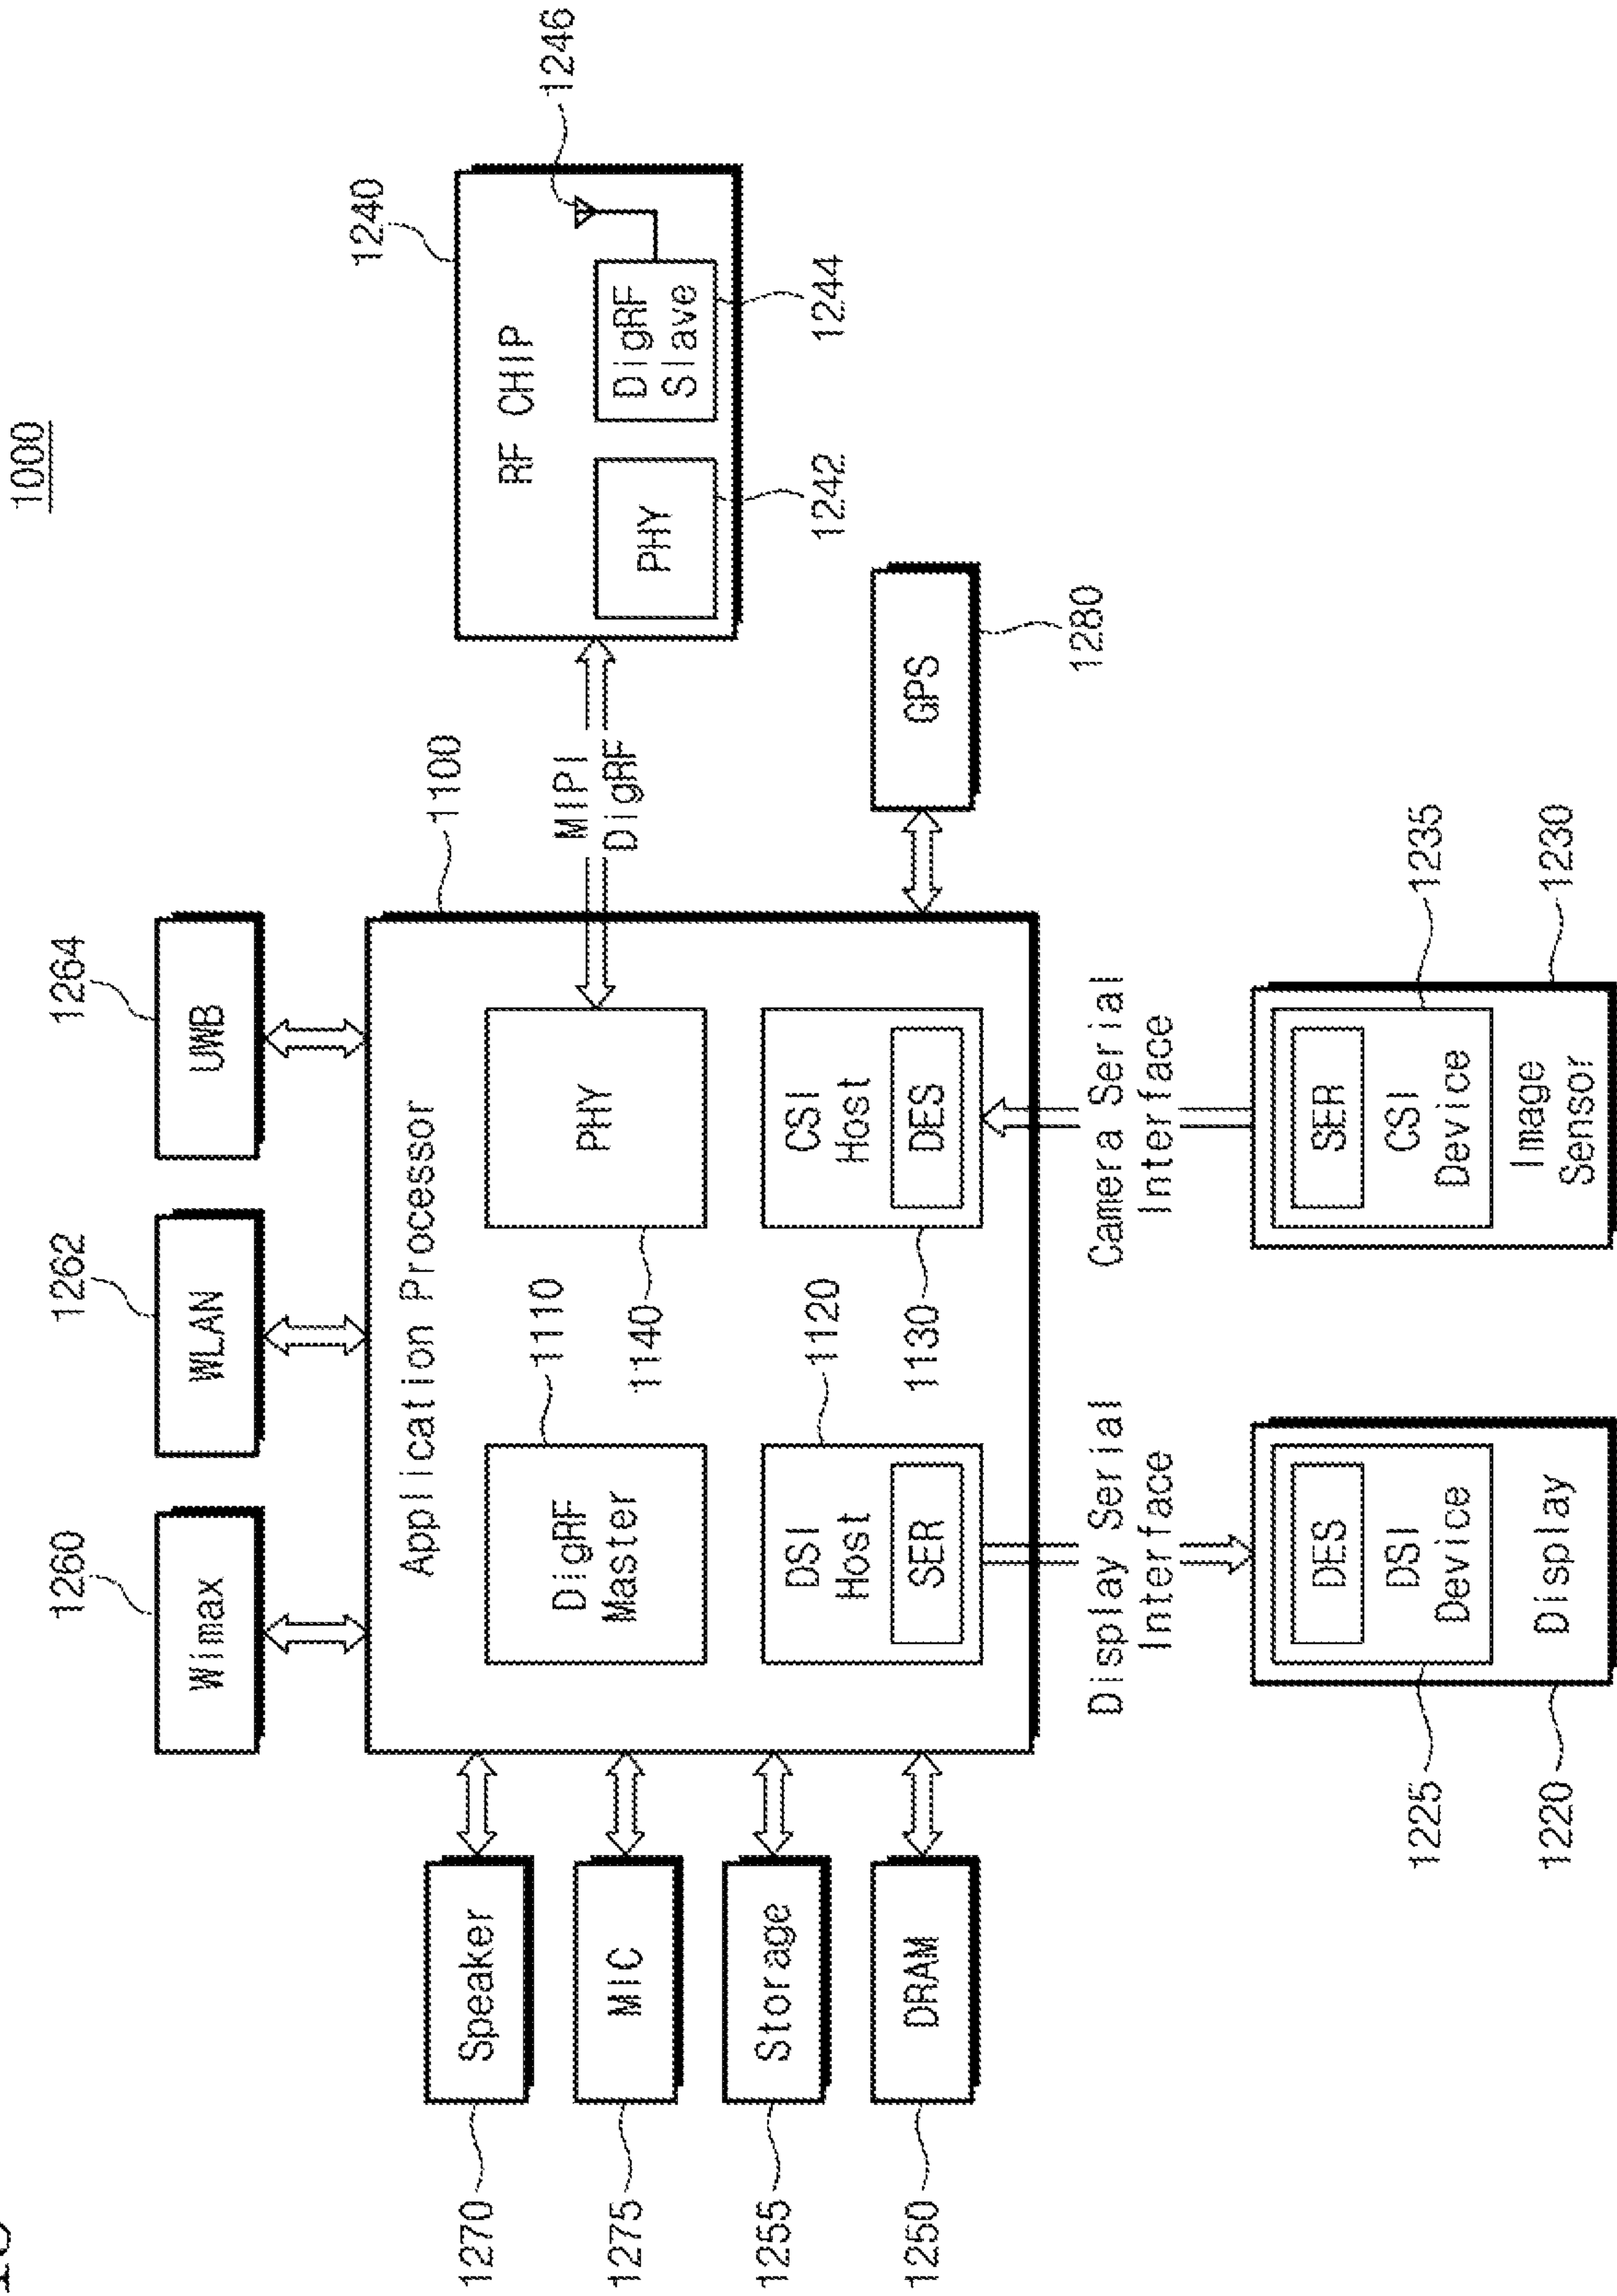 1000
1260
1262
1264
Wimax
WLAN
UWB
1100
1240
1246
Application Processor
RF CHIP
MIPI
DigRF
PHY
DigRF
Slave
1242
1244
1270
Speaker
1275
MIC
1255
Storage
1250
DRAM
DigRF
Master
1110
PHY
1140
DSI
Host
SER
1120
CSI
Host
DES
1130
GPS
1280
Display Serial
Interface
Camera Serial
Interface
DES
DSI
Device
Display
1225
1220
SER
CSI
Device
Image
Sensor
1235
1230